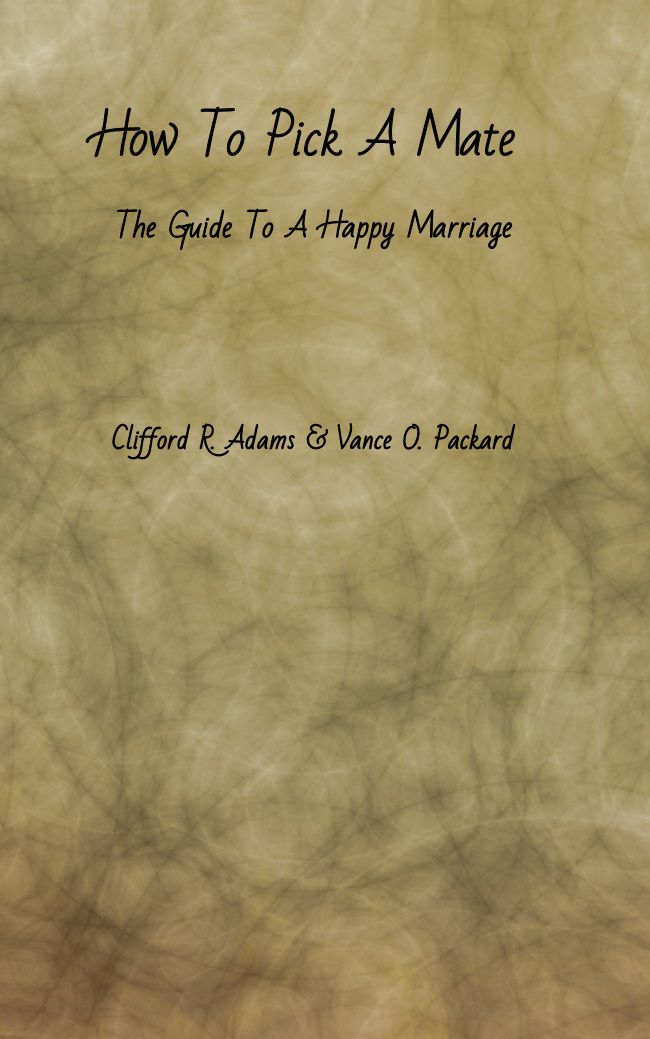 How To Pick A Mate
The Guide To A Happy Marriage
Clifford R. Adams & Vance O. Packard